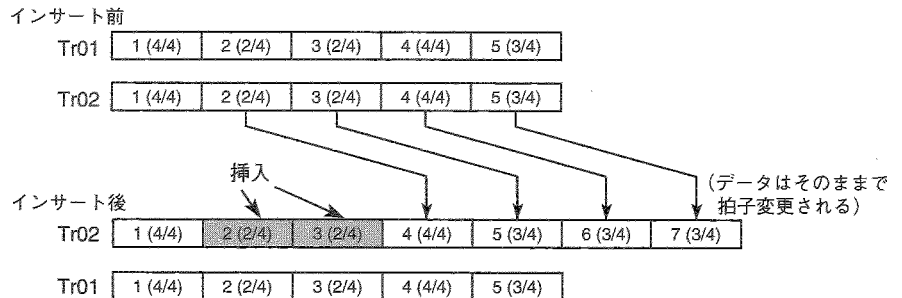 インサート前
Tr01 1 (4/4) 2 (2/4) 3 (2/4) 4 (4/4) 5 (3/4)
Tr02 1 (4/4) 2 (2/4) 3 (2/4) 4 (4/4) 5 (3/4)
挿入
(データはそのままで
拍子変更される)
インサート後
Tr02 1 (4/4) 2 (2/4) 3 (2/4) 4 (4/4) 5 (3/4) 6 (3/4) 7 (3/4)
Tr01 1 (4/4) 2 (2/4) 3 (2/4) 4 (4/4) 5 (3/4)